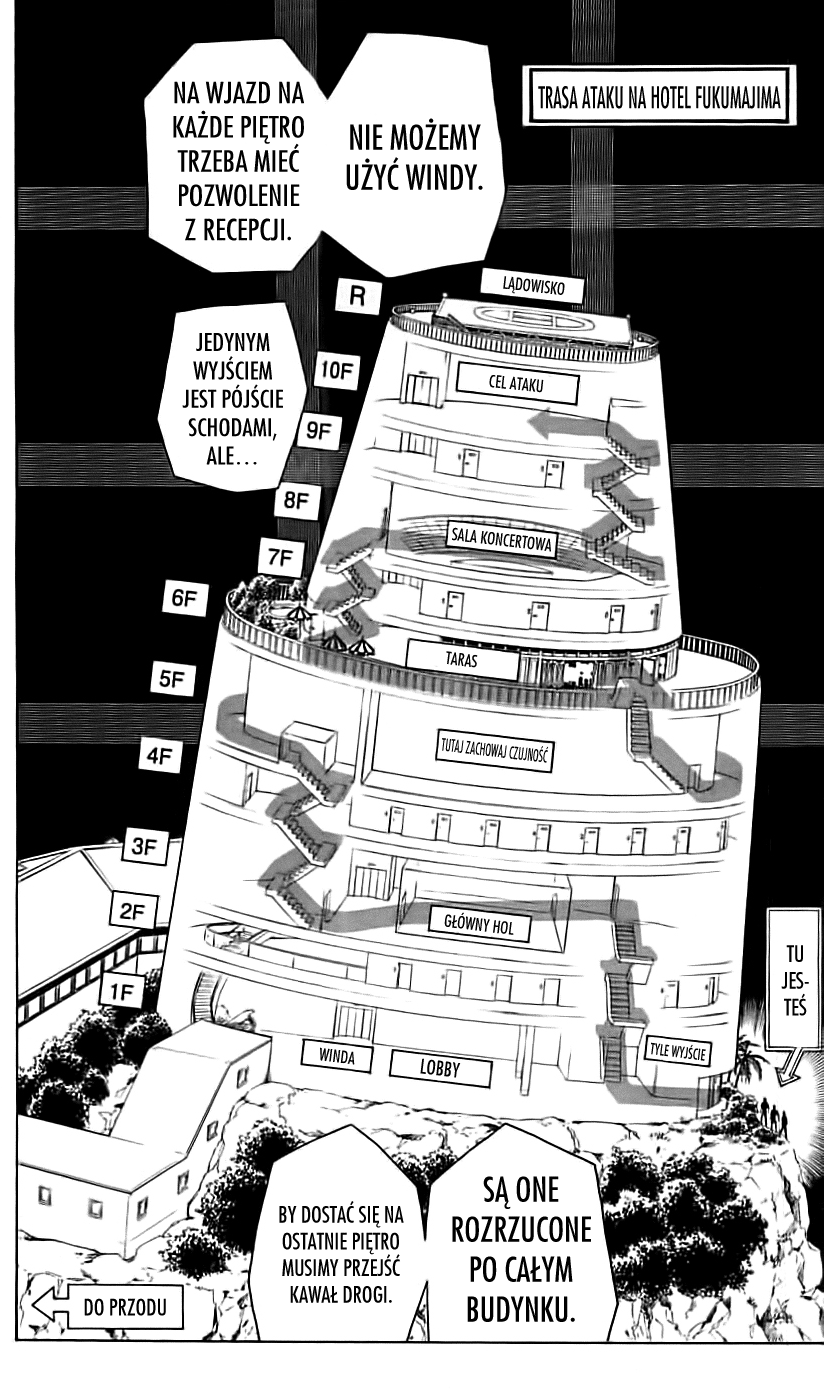 TRASA ATAKU NA HOTEL FUKUMAJIMA
NIE MOŻEMY
UŻYĆ WINDY.
NA WJAZD NA
KAŻDE PIĘTRO
TRZEBA MIEĆ
POZWOLENIE
Z RECEPCJI.
LĄDOWISKO
R
JEDYNYM
WYJŚCIEM
JEST PÓJŚCIE
SCHODAMI,
ALE...
10F
CEL ATAKU
9F
8F
SALA KONCERTOWA
7F
6F
TARAS
5F
TUTAJ ZACHOWAJ CZUJNOŚĆ
4F
3F
2F
GŁÓWNY HOL
TU
JES-
TEŚ
1F
WINDA
LOBBY
TYLE WYJŚCIE
SĄ ONE
ROZRZUCONE
PO CAŁYM
BUDYNKU.
BY DOSTAĆ SIĘ NA
OSTATNIE PIĘTRO
MUSIMY PRZEJŚĆ
KAWAŁ DROGI.
DO PRZODU